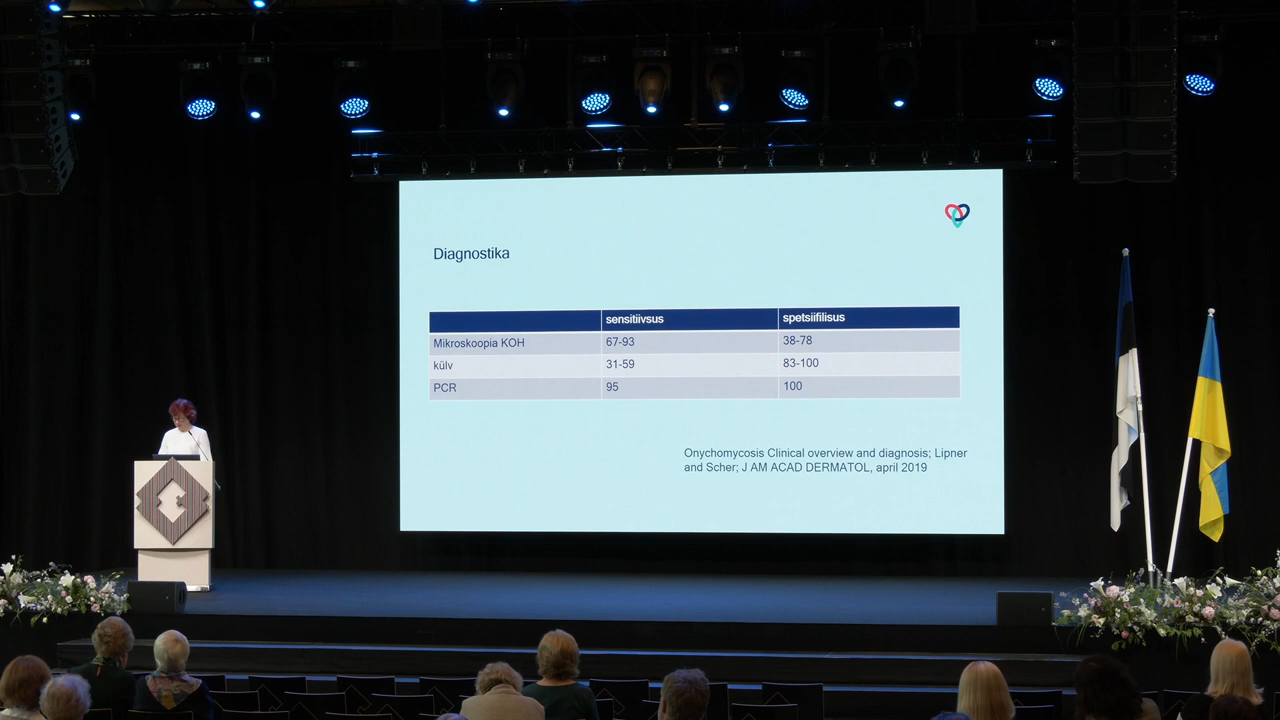 Diagnostika
sensitiivsus spetsiifilisus
Mikroskoopia KOH 67-93 38-78
külv 31-59 83-100
PCR 95 100
Onychomycosis Clinical overview and diagnosis; Lipner
and Scher; J AM ACAD DERMATOL, april 2019